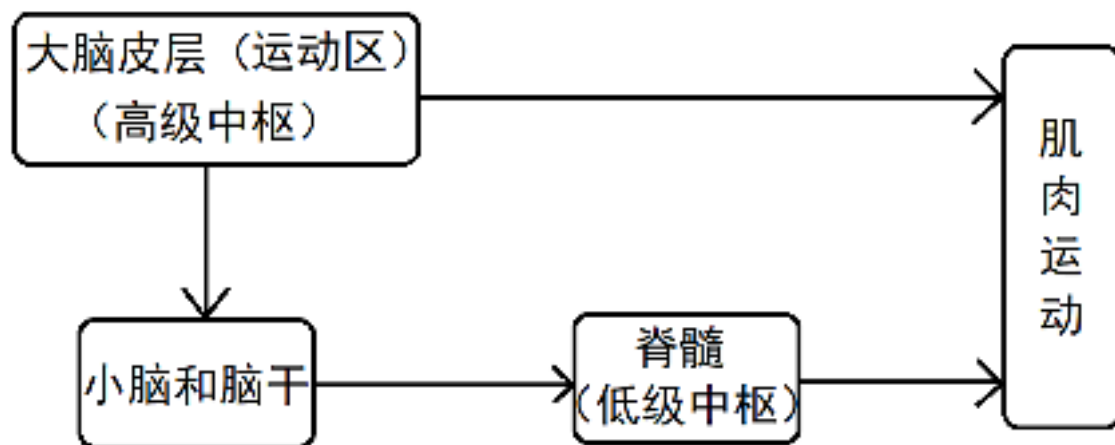 大脑皮层（运动区）
（高级中枢）
肌肉运动
小脑和脑干
脊髓
（低级中枢）